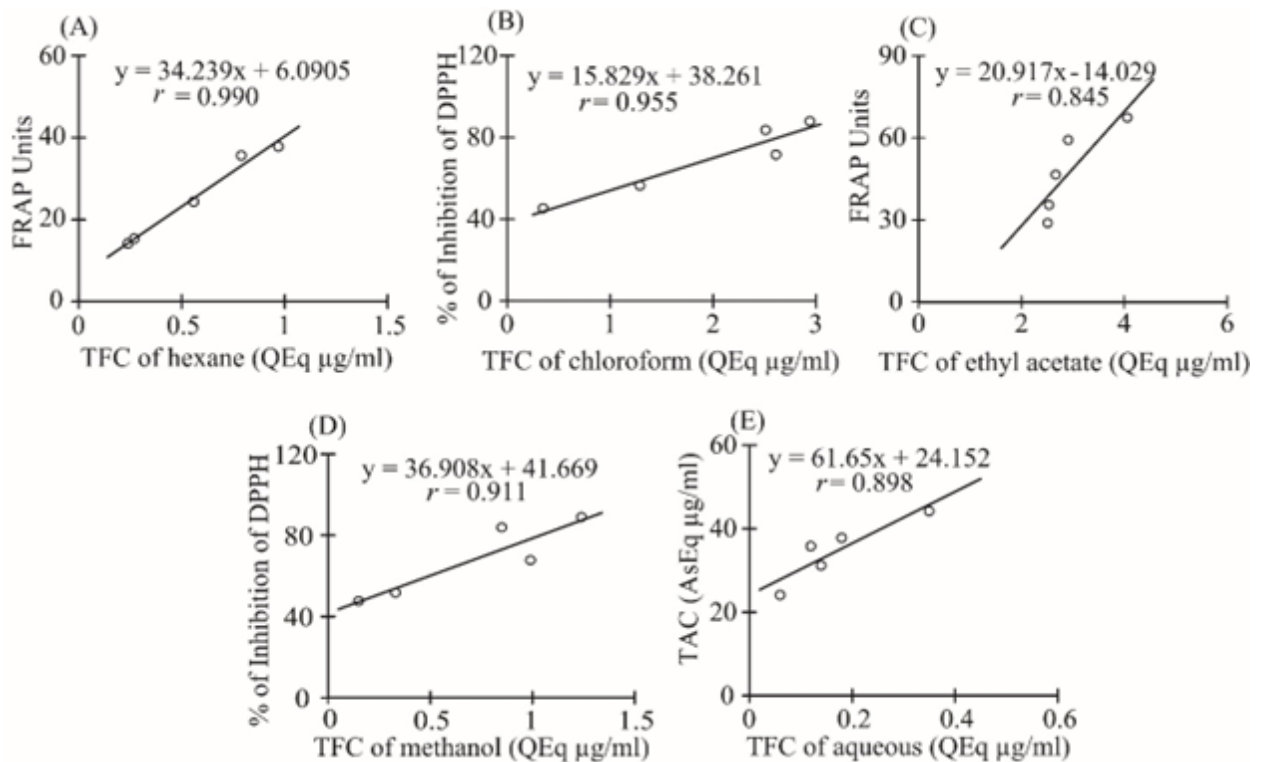 (A)
60
40
20
0
FRAP Units
y = 34.239x + 6.0905
r = 0.990
0 0.5 1 1.5
TFC of hexane (QEq µg/ml)
(B)
120
80
40
0
% of Inhibition of DPPH
y = 15.829x + 38.261
r = 0.955
0 1 2 3
TFC of chloroform (QEq µg/ml)
(C)
90
60
30
0
FRAP Units
y = 20.917x-14.029
r = 0.845
0 2 4 6
TFC of ethyl acetate (QEq µg/ml)
(D)
120
80
40
0
% of Inhibition of DPPH
y = 36.908x + 41.669
r = 0.911
0 0.5 1 1.5
TFC of methanol (QEq µg/ml)
(E)
60
40
20
0
TAC (AsEq µg/ml)
y = 61.65x + 24.152
r = 0.898
0 0.2 0.4 0.6
TFC of aqueous (QEq µg/ml)